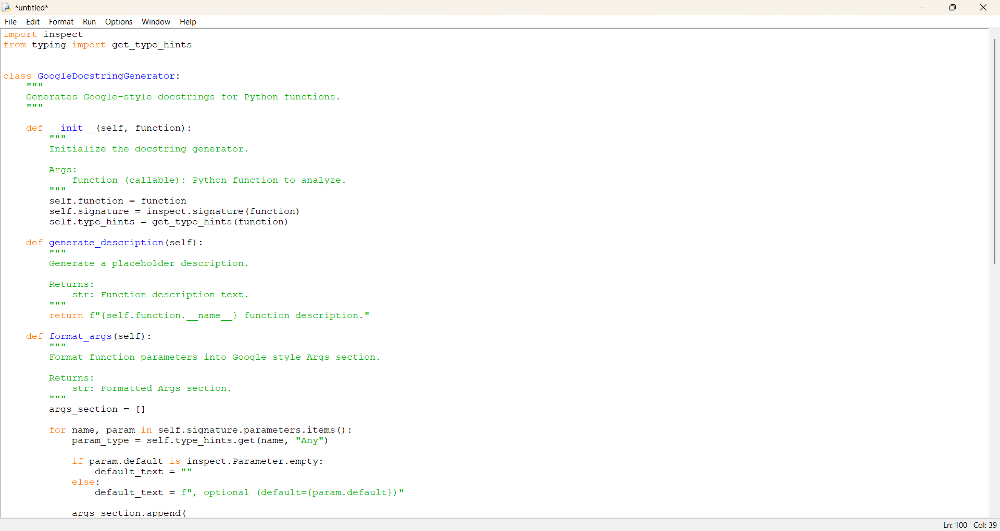 *untitled*
File Edit Format Run Options Window Help
import inspect
from typing import get_type_hints
class GoogleDocstringGenerator:
    """
    Generates Google-style docstrings for Python functions.
    """
    def __init__(self, function):
        """
        Initialize the docstring generator.
        Args:
            function (callable): Python function to analyze.
        """
        self.function = function
        self.signature = inspect.signature(function)
        self.type_hints = get_type_hints(function)
    def generate_description(self):
        """
        Generate a placeholder description.
        Returns:
            str: Function description text.
        """
        return f"{self.function.__name__} function description."
    def format_args(self):
        """
        Format function parameters into Google style Args section.
        Returns:
            str: Formatted Args section.
        """
        args_section = []
        for name, param in self.signature.parameters.items():
            param_type = self.type_hints.get(name, "Any")
            if param.default is inspect.Parameter.empty:
                default_text = ""
            else:
                default_text = f", optional (default={param.default})"
            args_section.append(
Ln: 100 Col: 39